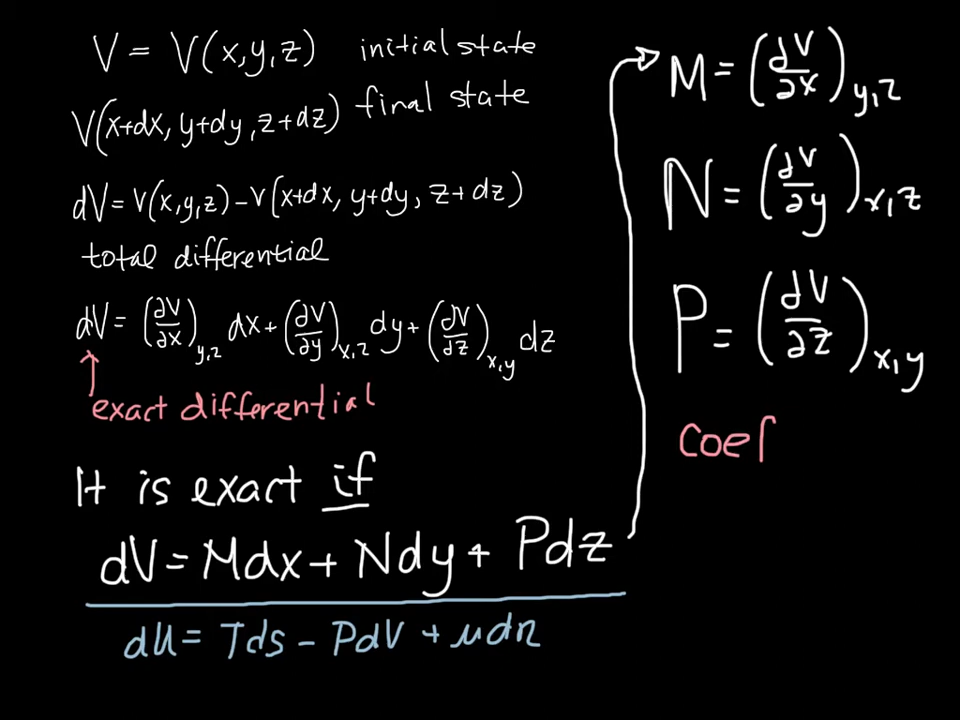 V = V(x,y,z) initial state
V(x+dx, y+dy, z+dz) final state
dV = V(x,y,z) - V(x+dx, y+dy, z+dz)
total differential
dV = (∂V/∂x)y,z dx + (∂V/∂y)x,z dy + (∂V/∂z)x,y dz
exact differential
It is exact if
dV = Mdx + Ndy + Pdz
dU = Tds - PdV + μdn
M = (∂V/∂x)y,z
N = (∂V/∂y)x,z
P = (∂V/∂z)x,y
coef